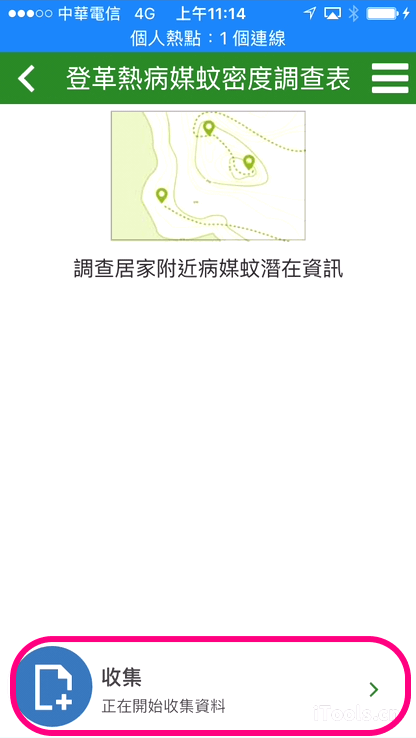 中華電信 4G 上午11:14
個人熱點：1 個連線
登革熱病媒蚊密度調查表
調查居家附近病媒蚊潛在資訊
收集
正在開始收集資料
iTools.cn